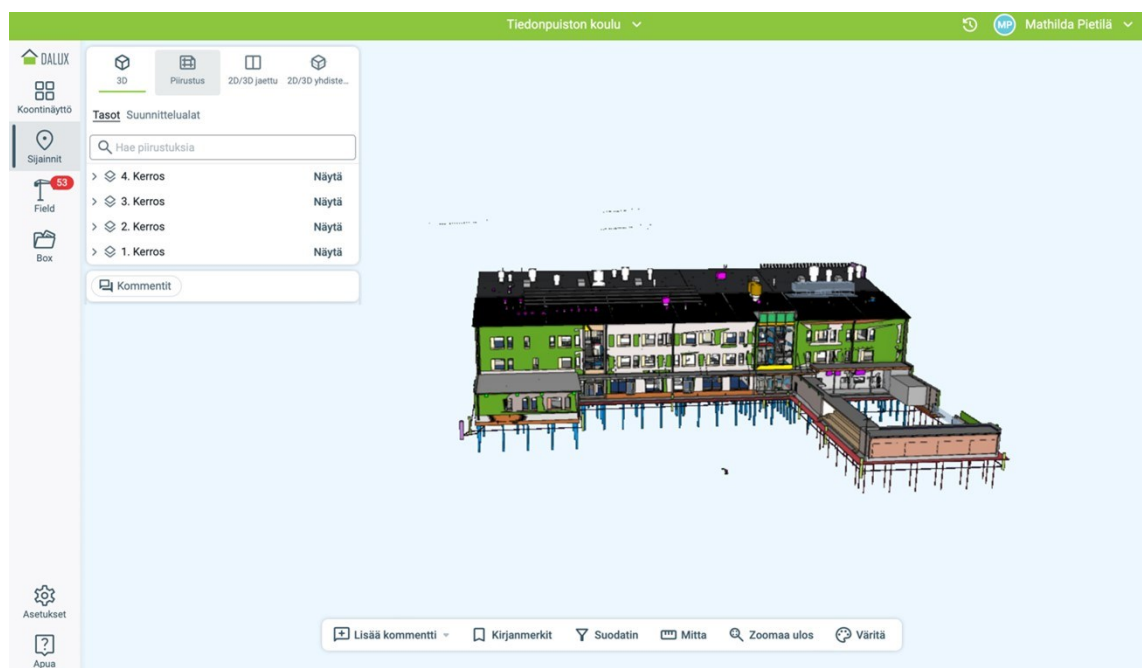 Tiedonpuiston koulu
MP Mathilda Pietilä
DALUX
Koontinäyttö
Sijainnit
53
Field
Box
3D
Piirustus
2D/3D jaettu
2D/3D yhdiste...
Tasot Suunnittelualat
Hae piirustuksia
4. Kerros Näytä
3. Kerros Näytä
2. Kerros Näytä
1. Kerros Näytä
Kommentit
Asetukset
Apua
Lisää kommentti
Kirjanmerkit
Suodatin
Mitta
Zoomaa ulos
Väritä